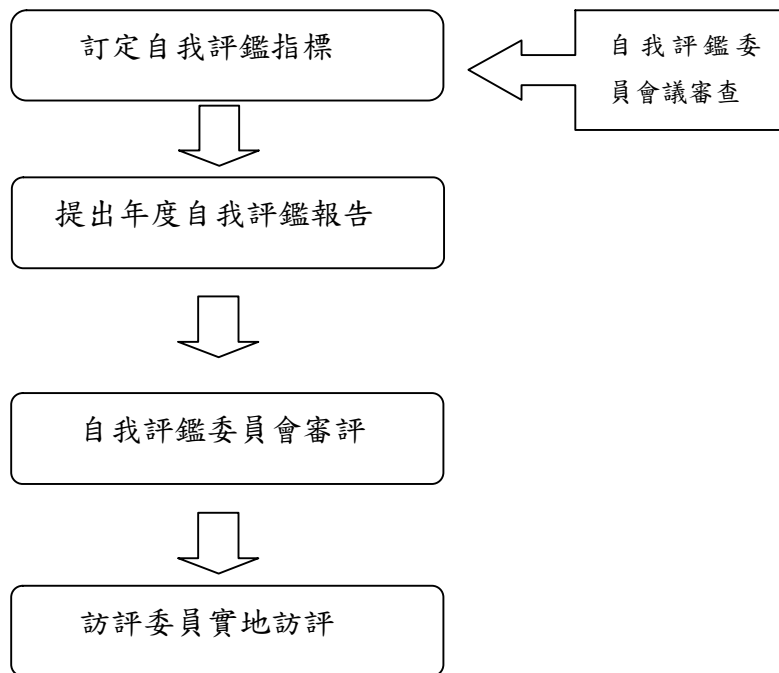 訂定自我評鑑指標
自我評鑑委
員會議審查
提出年度自我評鑑報告
自我評鑑委員會審評
訪評委員實地訪評